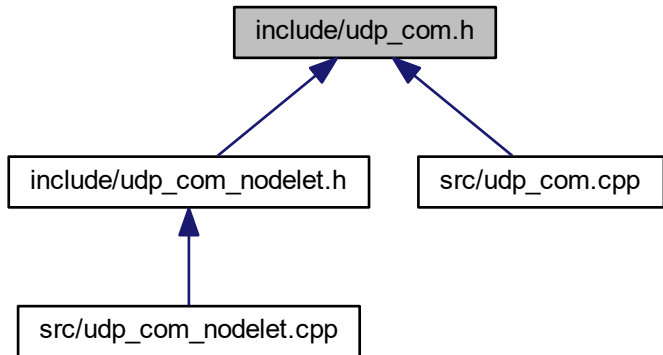 include/udp_com.h
include/udp_com_nodelet.h
src/udp_com.cpp
src/udp_com_nodelet.cpp